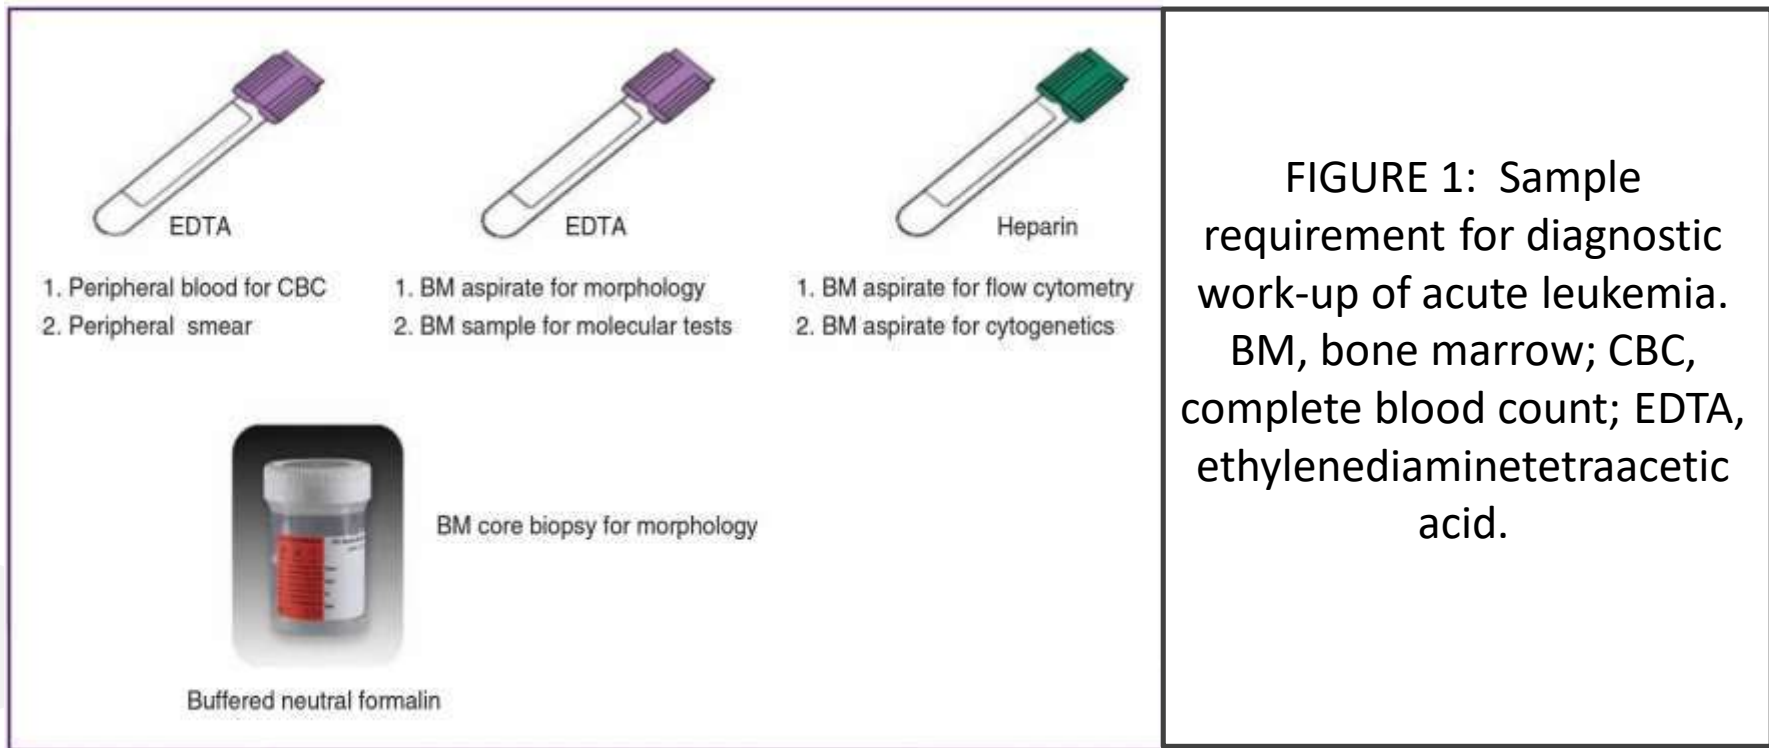 EDTA
1. Peripheral blood for CBC
2. Peripheral smear
EDTA
1. BM aspirate for morphology
2. BM sample for molecular tests
Heparin
1. BM aspirate for flow cytometry
2. BM aspirate for cytogenetics
BM core biopsy for morphology
Buffered neutral formalin
FIGURE 1: Sample
requirement for diagnostic
work-up of acute leukemia.
BM, bone marrow; CBC,
complete blood count; EDTA,
ethylenediaminetetraacetic
acid.